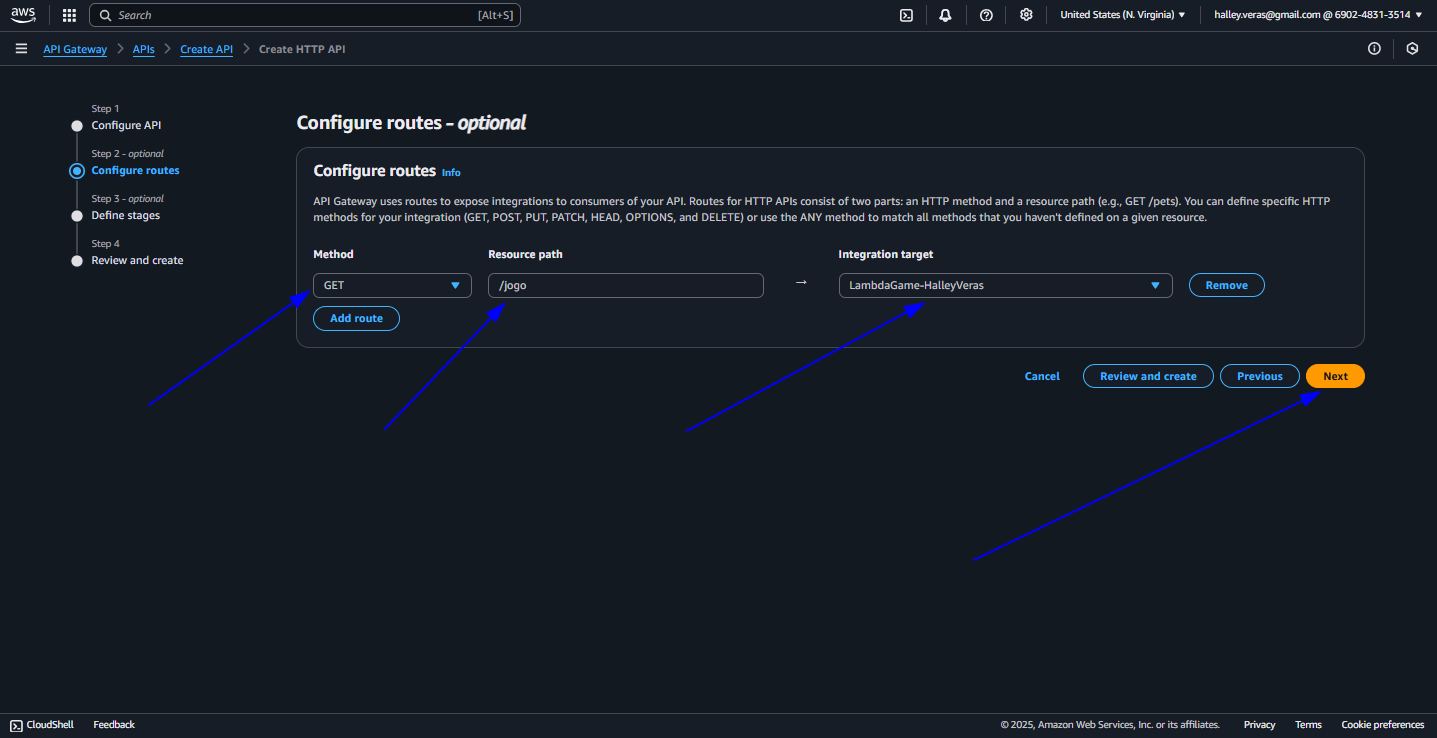 aws Search [Alt+S] United States (N. Virginia) ▼ halley.veras@gmail.com @ 6902-4831-3514 ▼
API Gateway > APIs > Create API > Create HTTP API
Step 1
Configure API
Step 2 - optional
Configure routes
Step 3 - optional
Define stages
Step 4
Review and create
Configure routes - optional
Configure routes Info
API Gateway uses routes to expose integrations to consumers of your API. Routes for HTTP APIs consist of two parts: an HTTP method and a resource path (e.g., GET /pets). You can define specific HTTP
methods for your integration (GET, POST, PUT, PATCH, HEAD, OPTIONS, and DELETE) or use the ANY method to match all methods that you haven't defined on a given resource.
Method Resource path Integration target
GET ▼ /jogo → LambdaGame-HalleyVeras ▼ Remove
Add route
Cancel Review and create Previous Next
CloudShell Feedback © 2025, Amazon Web Services, Inc. or its affiliates. Privacy Terms Cookie preferences